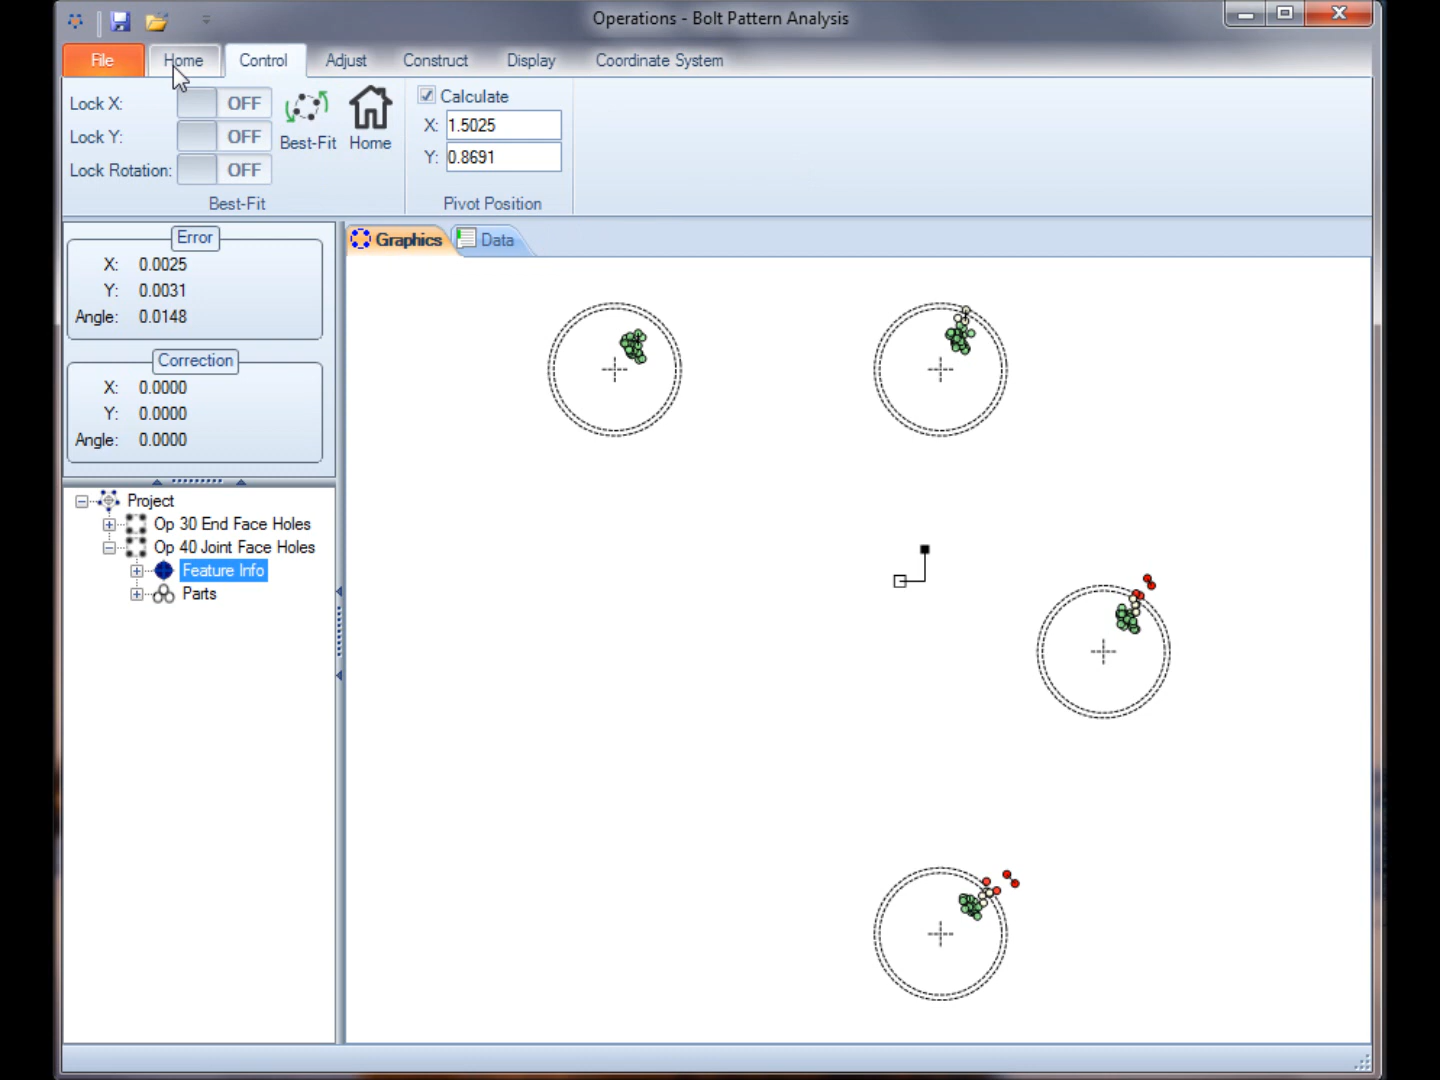 Operations - Bolt Pattern Analysis
File Home Control Adjust Construct Display Coordinate System
Lock X: OFF
Lock Y: OFF
Lock Rotation: OFF
Best-Fit
Home
Best-Fit
Calculate
X: 1.5025
Y: 0.8691
Pivot Position
Error
X: 0.0025
Y: 0.0031
Angle: 0.0148
Correction
X: 0.0000
Y: 0.0000
Angle: 0.0000
Project
Op 30 End Face Holes
Op 40 Joint Face Holes
Feature Info
Parts
Graphics Data